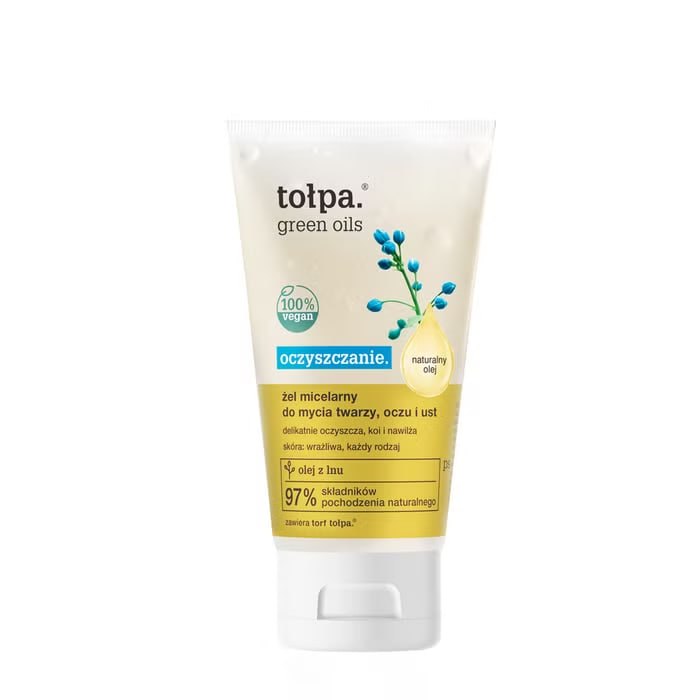 tołpa.®
green oils
100%
vegan
oczyszczanie.
naturalny
olej
żel micelarny
do mycia twarzy, oczu i ust
delikatnie oczyszcza, koi i nawilża
skóra: wrażliwa, każdy rodzaj
olej z lnu
97% składników
pochodzenia naturalnego
zawiera torf tołpa.®